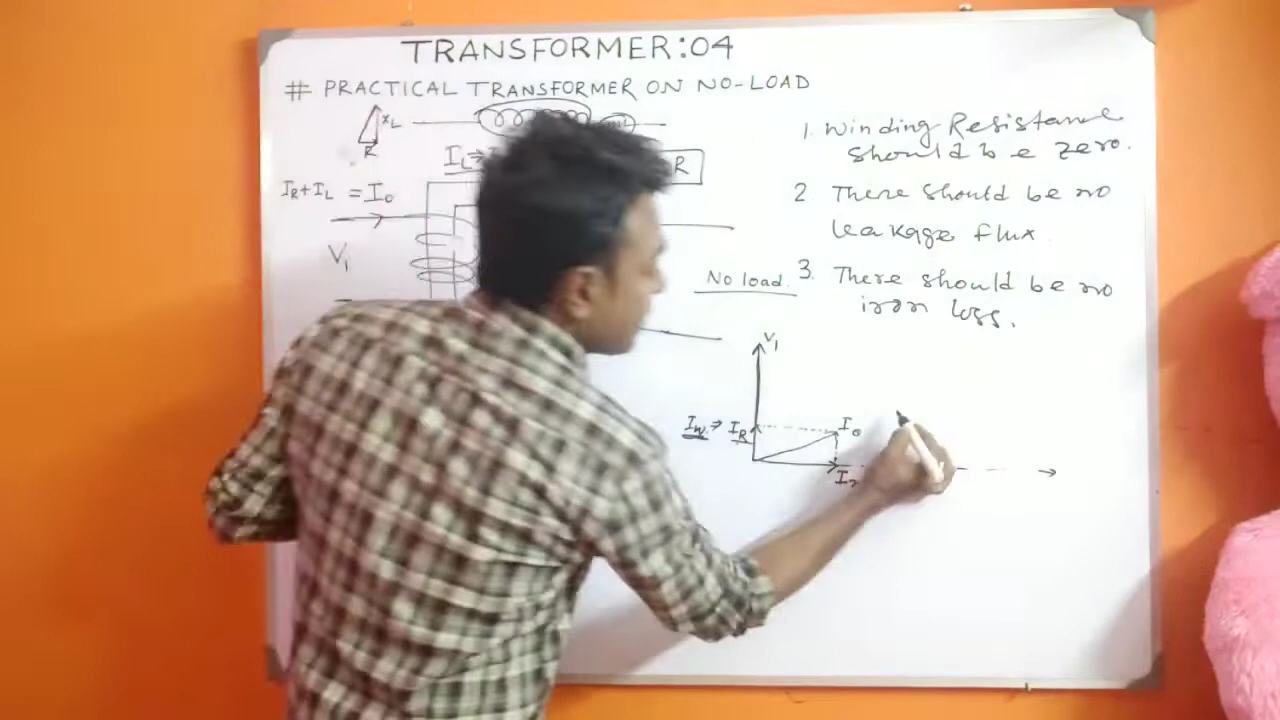 TRANSFORMER:04
# PRACTICAL TRANSFORMER ON NO-LOAD
XL
R
IL→
R
IR+IL = I0
V1
No load.
1. Winding Resistance
should be zero.
2 There should be no
leakage flux.
3. There should be no
iron loss.
V1
Iw → IR
I0